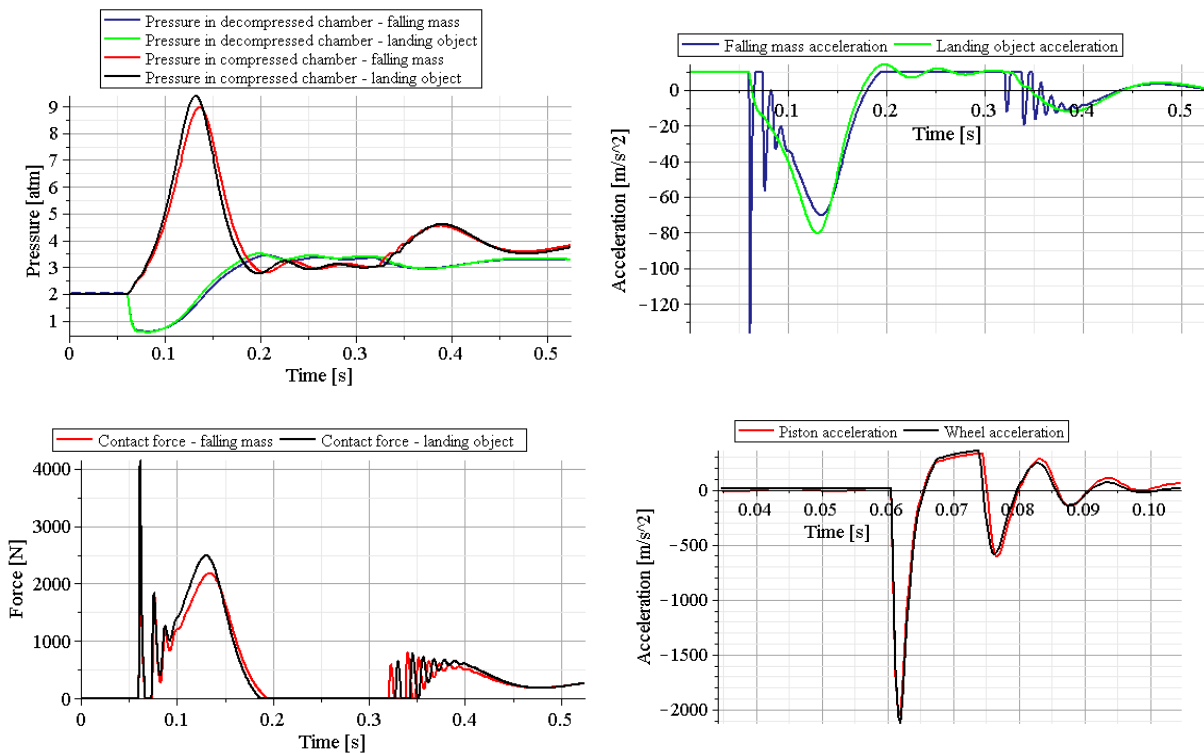 Pressure in decompressed chamber - falling mass
Pressure in decompressed chamber - landing object
Pressure in compressed chamber - falling mass
Pressure in compressed chamber - landing object
9
8
7
6
5
4
3
2
1
Pressure [atm]
0 0.1 0.2 0.3 0.4 0.5
Time [s]
Falling mass acceleration Landing object acceleration
0
-20
-40
-60
-80
-100
-120
Acceleration [m/s^2]
0.1 0.2 0.3 0.4 0.5
Time [s]
Contact force - falling mass Contact force - landing object
4000
3000
2000
1000
0
Force [N]
0 0.1 0.2 0.3 0.4 0.5
Time [s]
Piston acceleration Wheel acceleration
0
-500
-1000
-1500
-2000
Acceleration [m/s^2]
0.04 0.05 0.06 0.07 0.08 0.09 0.10
Time [s]